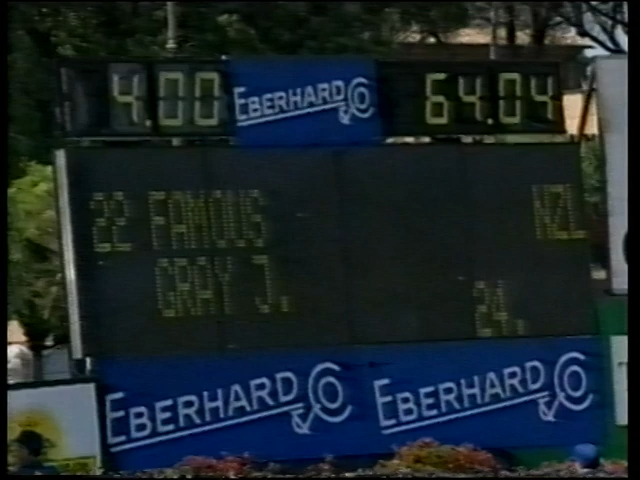 4.00 EBERHARD & CO 64.04
22 FAMOUS NZL
GRAY J. 24.
EBERHARD & CO EBERHARD & CO